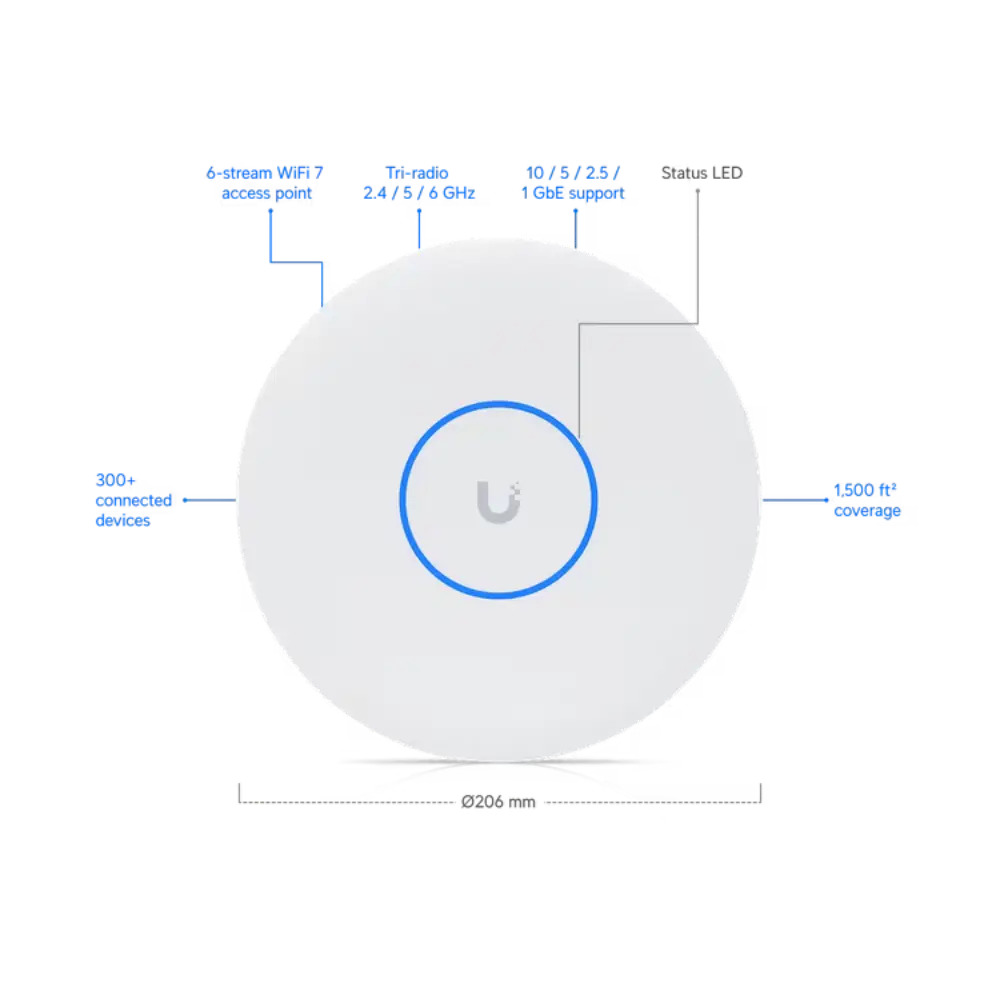 6-stream WiFi 7
access point
Tri-radio
2.4 / 5 / 6 GHz
10 / 5 / 2.5 /
1 GbE support
Status LED
300+
connected
devices
1,500 ft²
coverage
Ø206 mm